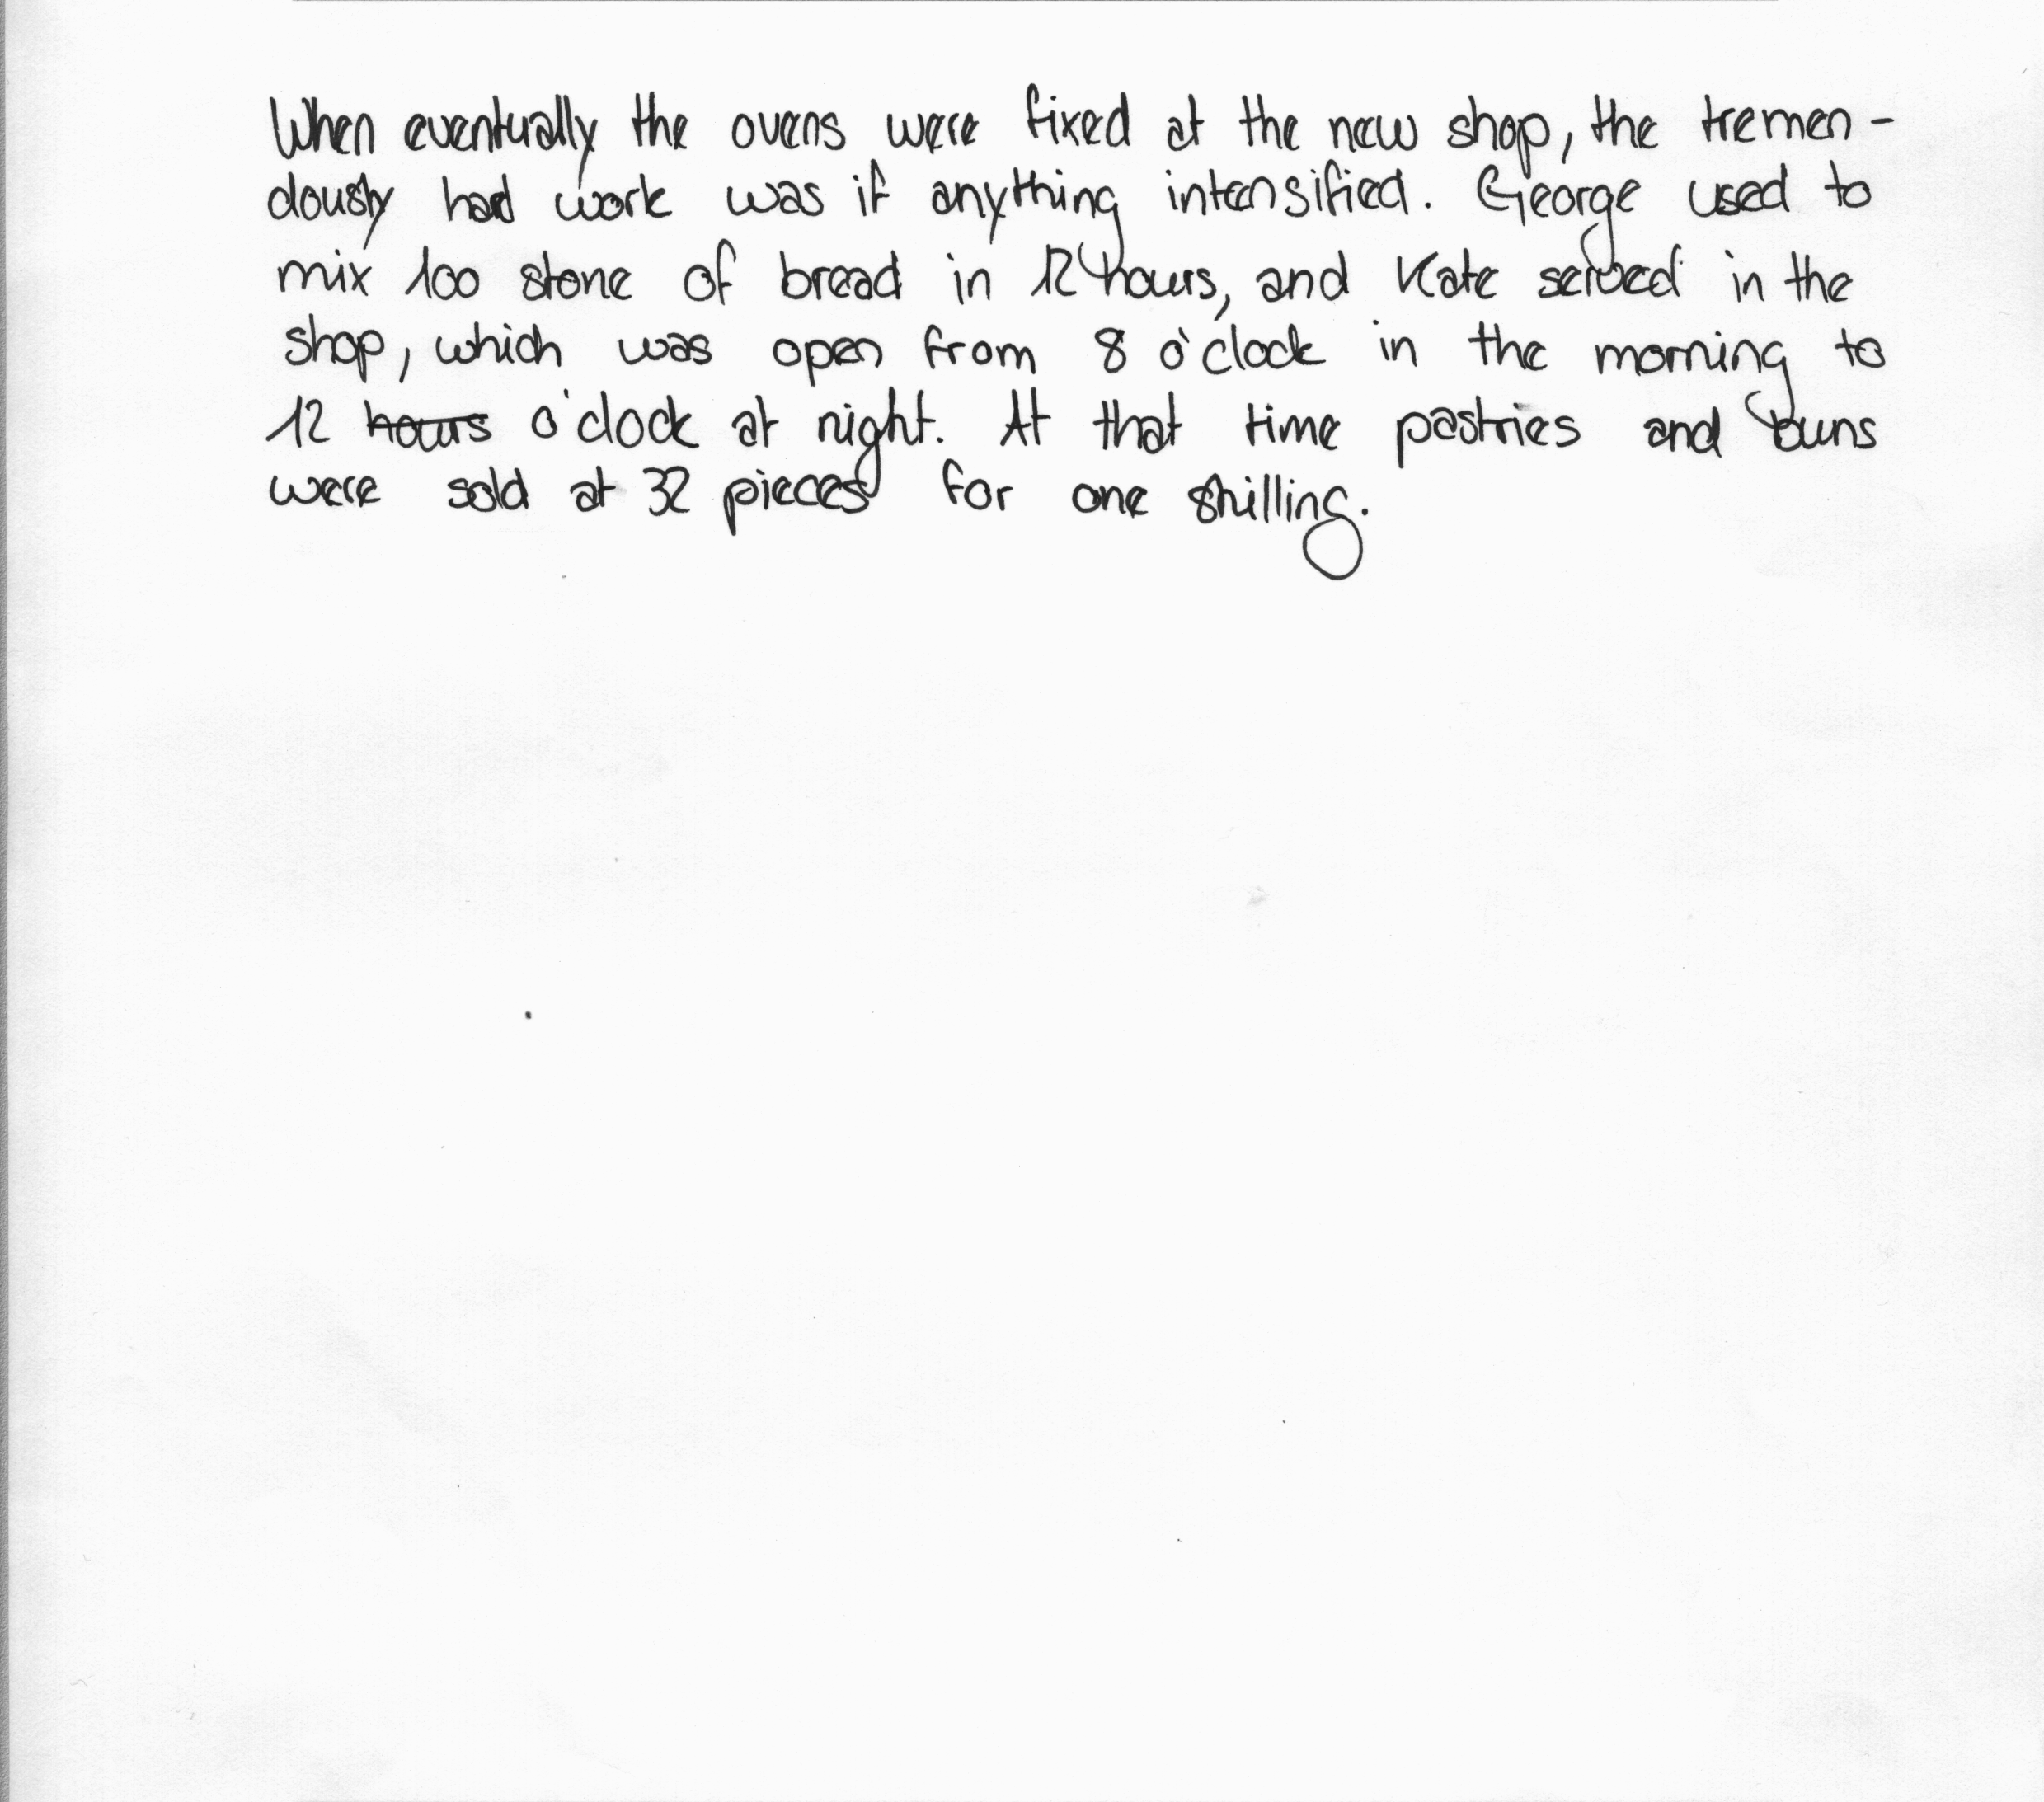 When eventually the ovens were fixed at the new shop, the tremen-
dously hard work was if anything intensified. George used to
mix 100 stone of bread in 12 hours, and Kate served in the
shop, which was open from 8 o'clock in the morning to
12 hours o'clock at night. At that time pastries and buns
were sold at 32 pieces for one shilling.